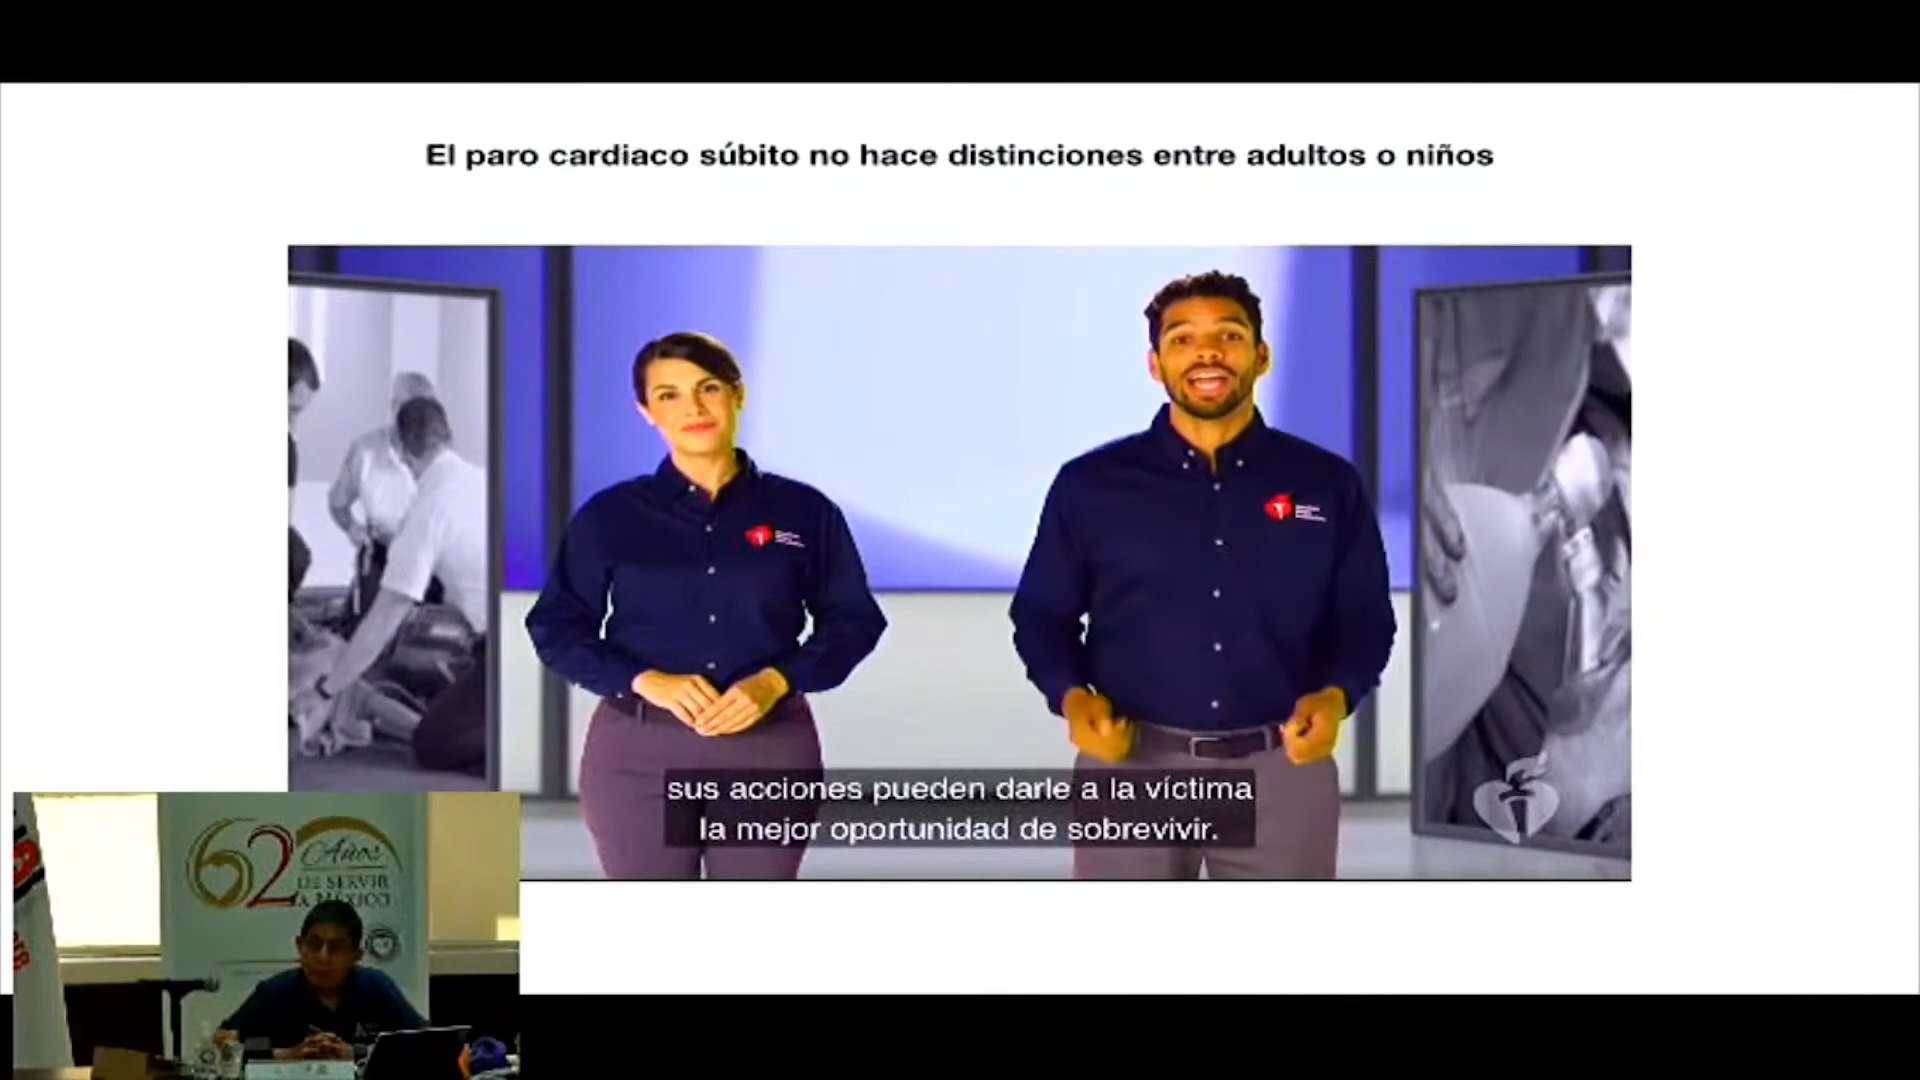 El paro cardiaco súbito no hace distinciones entre adultos o niños
sus acciones pueden darle a la víctima
la mejor oportunidad de sobrevivir.
62 Años
DE SERVIR
A MÉXICO